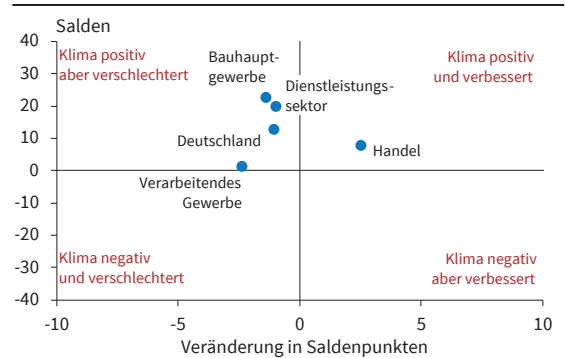 Salden
40
30
20
10
0
-10
-20
-30
-40
Klima positiv
aber verschlechtert
Klima positiv
und verbessert
Bauhaupt-
gewerbe
Dienstleistungs-
sektor
Deutschland
Handel
Verarbeitendes
Gewerbe
Klima negativ
und verschlechtert
Klima negativ
aber verbessert
-10
-5
0
5
10
Veränderung in Saldenpunkten